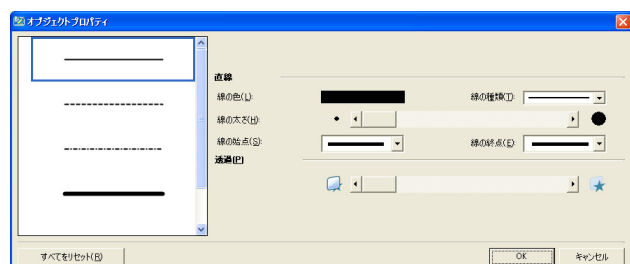 オブジェクト プロパティ
直線
線の色(L):
線の種類(T):
線の太さ(H):
線の始点(S):
線の終点(E):
透過(P)
すべてをリセット(R)
OK
キャンセル